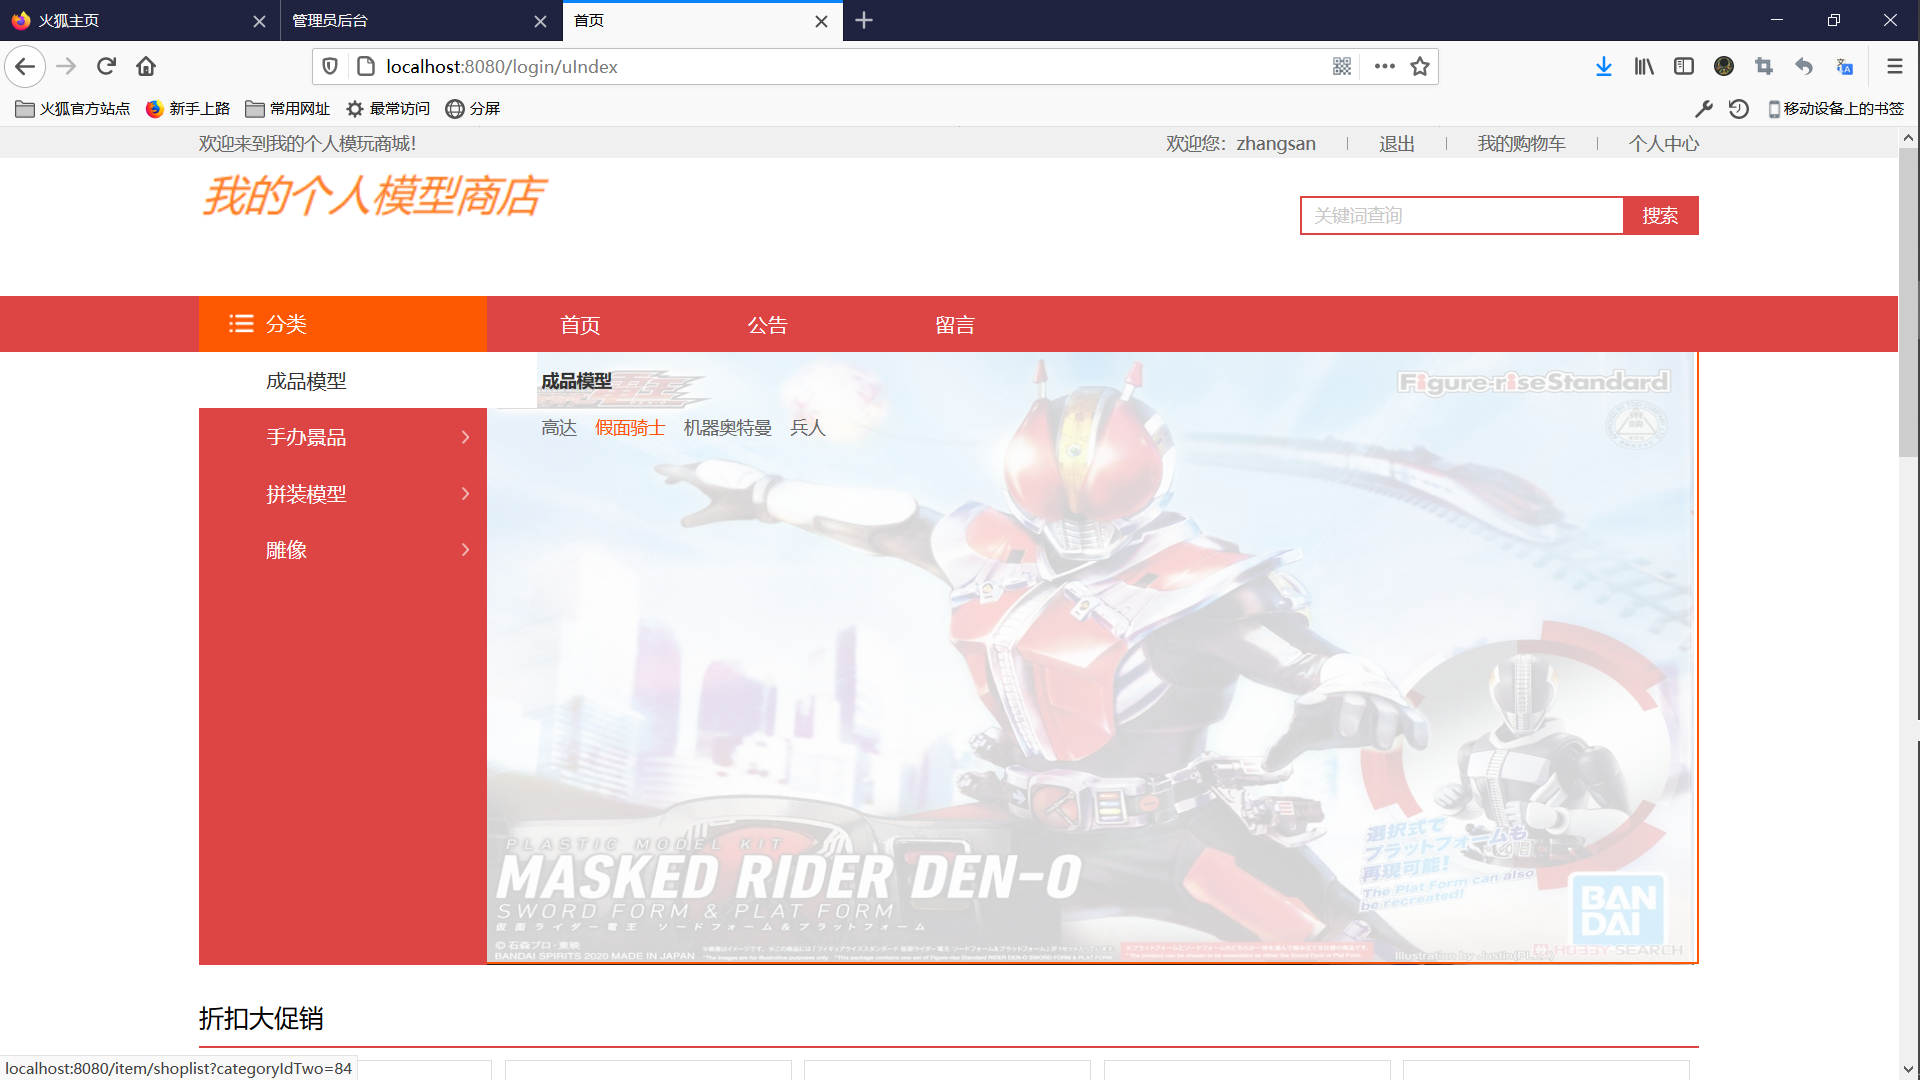 火狐主页
管理员后台
首页
localhost:8080/login/uIndex
火狐官方站点
新手上路
常用网址
最常访问
分屏
移动设备上的书签
欢迎来到我的个人模玩商城!
欢迎您: zhangsan
退出
我的购物车
个人中心
我的个人模型商店
关键词查询
搜索
分类
首页
公告
留言
成品模型
手办景品
拼装模型
雕像
成品模型
高达 假面骑士 机器奥特曼 兵人
Figure-riseStandard
PLASTIC MODEL KIT
MASKED RIDER DEN-O
SWORD FORM & PLAT FORM
仮面ライダー電王 ソードフォーム&プラットフォーム
©石森プロ・東映
BANDAI SPIRITS 2020 MADE IN JAPAN
選択式で
プラットフォームも
再現可能!
The Plat Form can also
be recreated!
BAN
DAI
HOBBY SEARCH
折扣大促销
localhost:8080/item/shoplist?categoryIdTwo=84